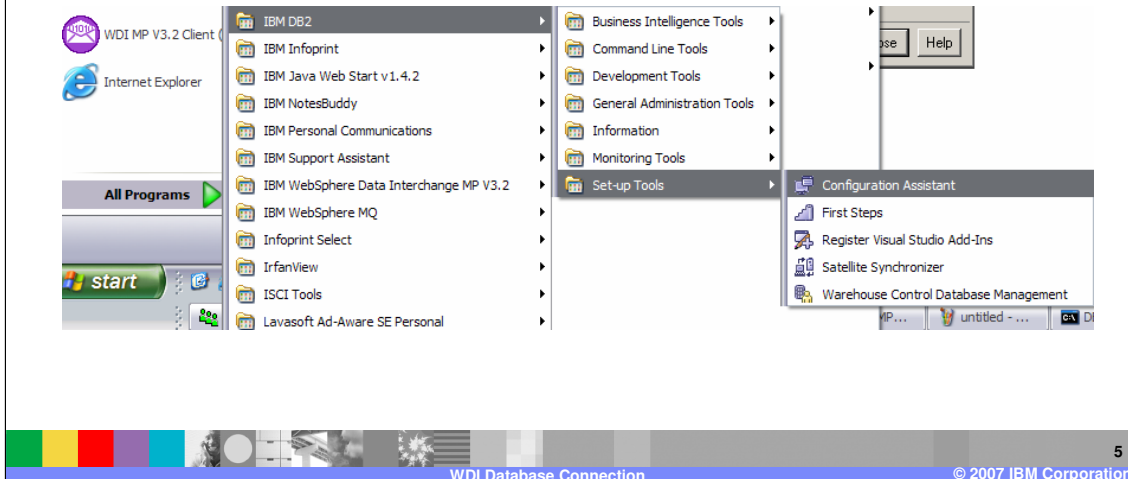 WDI MP V3.2 Client (
Internet Explorer
All Programs
start
IBM DB2
IBM Infoprint
IBM Java Web Start v1.4.2
IBM NotesBuddy
IBM Personal Communications
IBM Support Assistant
IBM WebSphere Data Interchange MP V3.2
IBM WebSphere MQ
Infoprint Select
IrfanView
ISCI Tools
Lavasoft Ad-Aware SE Personal
Business Intelligence Tools
Command Line Tools
Development Tools
General Administration Tools
Information
Monitoring Tools
Set-up Tools
Help
Configuration Assistant
First Steps
Register Visual Studio Add-Ins
Satellite Synchronizer
Warehouse Control Database Management
untitled - ...
5
WDI Database Connection
© 2007 IBM Corporation